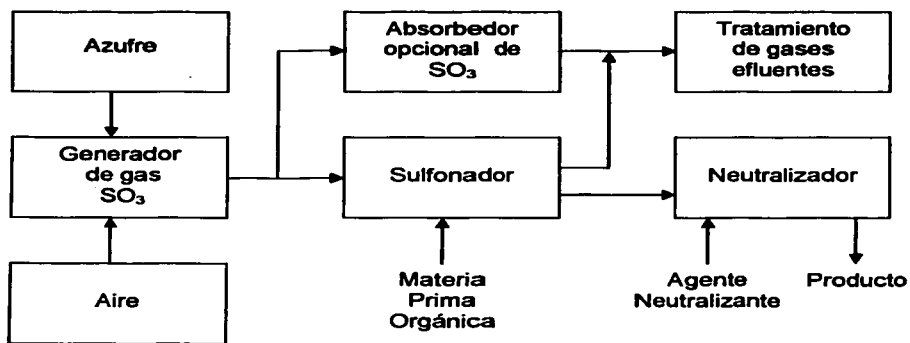 Azufre
Absorbedor
opcional de
SO₃
Tratamiento
de gases
efluentes
Generador
de gas
SO₃
Sulfonador
Neutralizador
Aire
Materia
Prima
Orgánica
Agente
Neutralizante
Producto